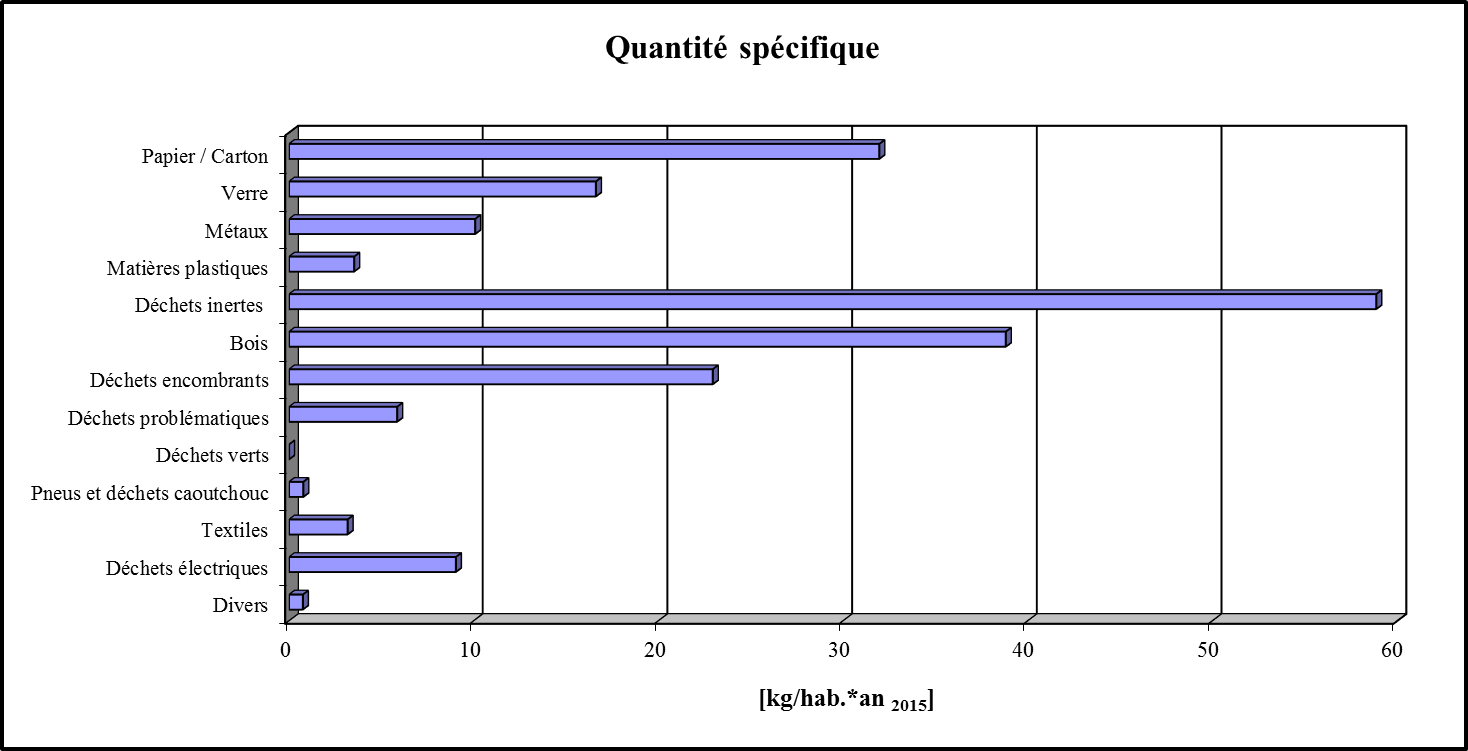 Quantité spécifique
Papier / Carton
Verre
Métaux
Matières plastiques
Déchets inertes
Bois
Déchets encombrants
Déchets problématiques
Déchets verts
Pneus et déchets caoutchouc
Textiles
Déchets électriques
Divers
0 10 20 30 40 50 60
[kg/hab.*an 2015]